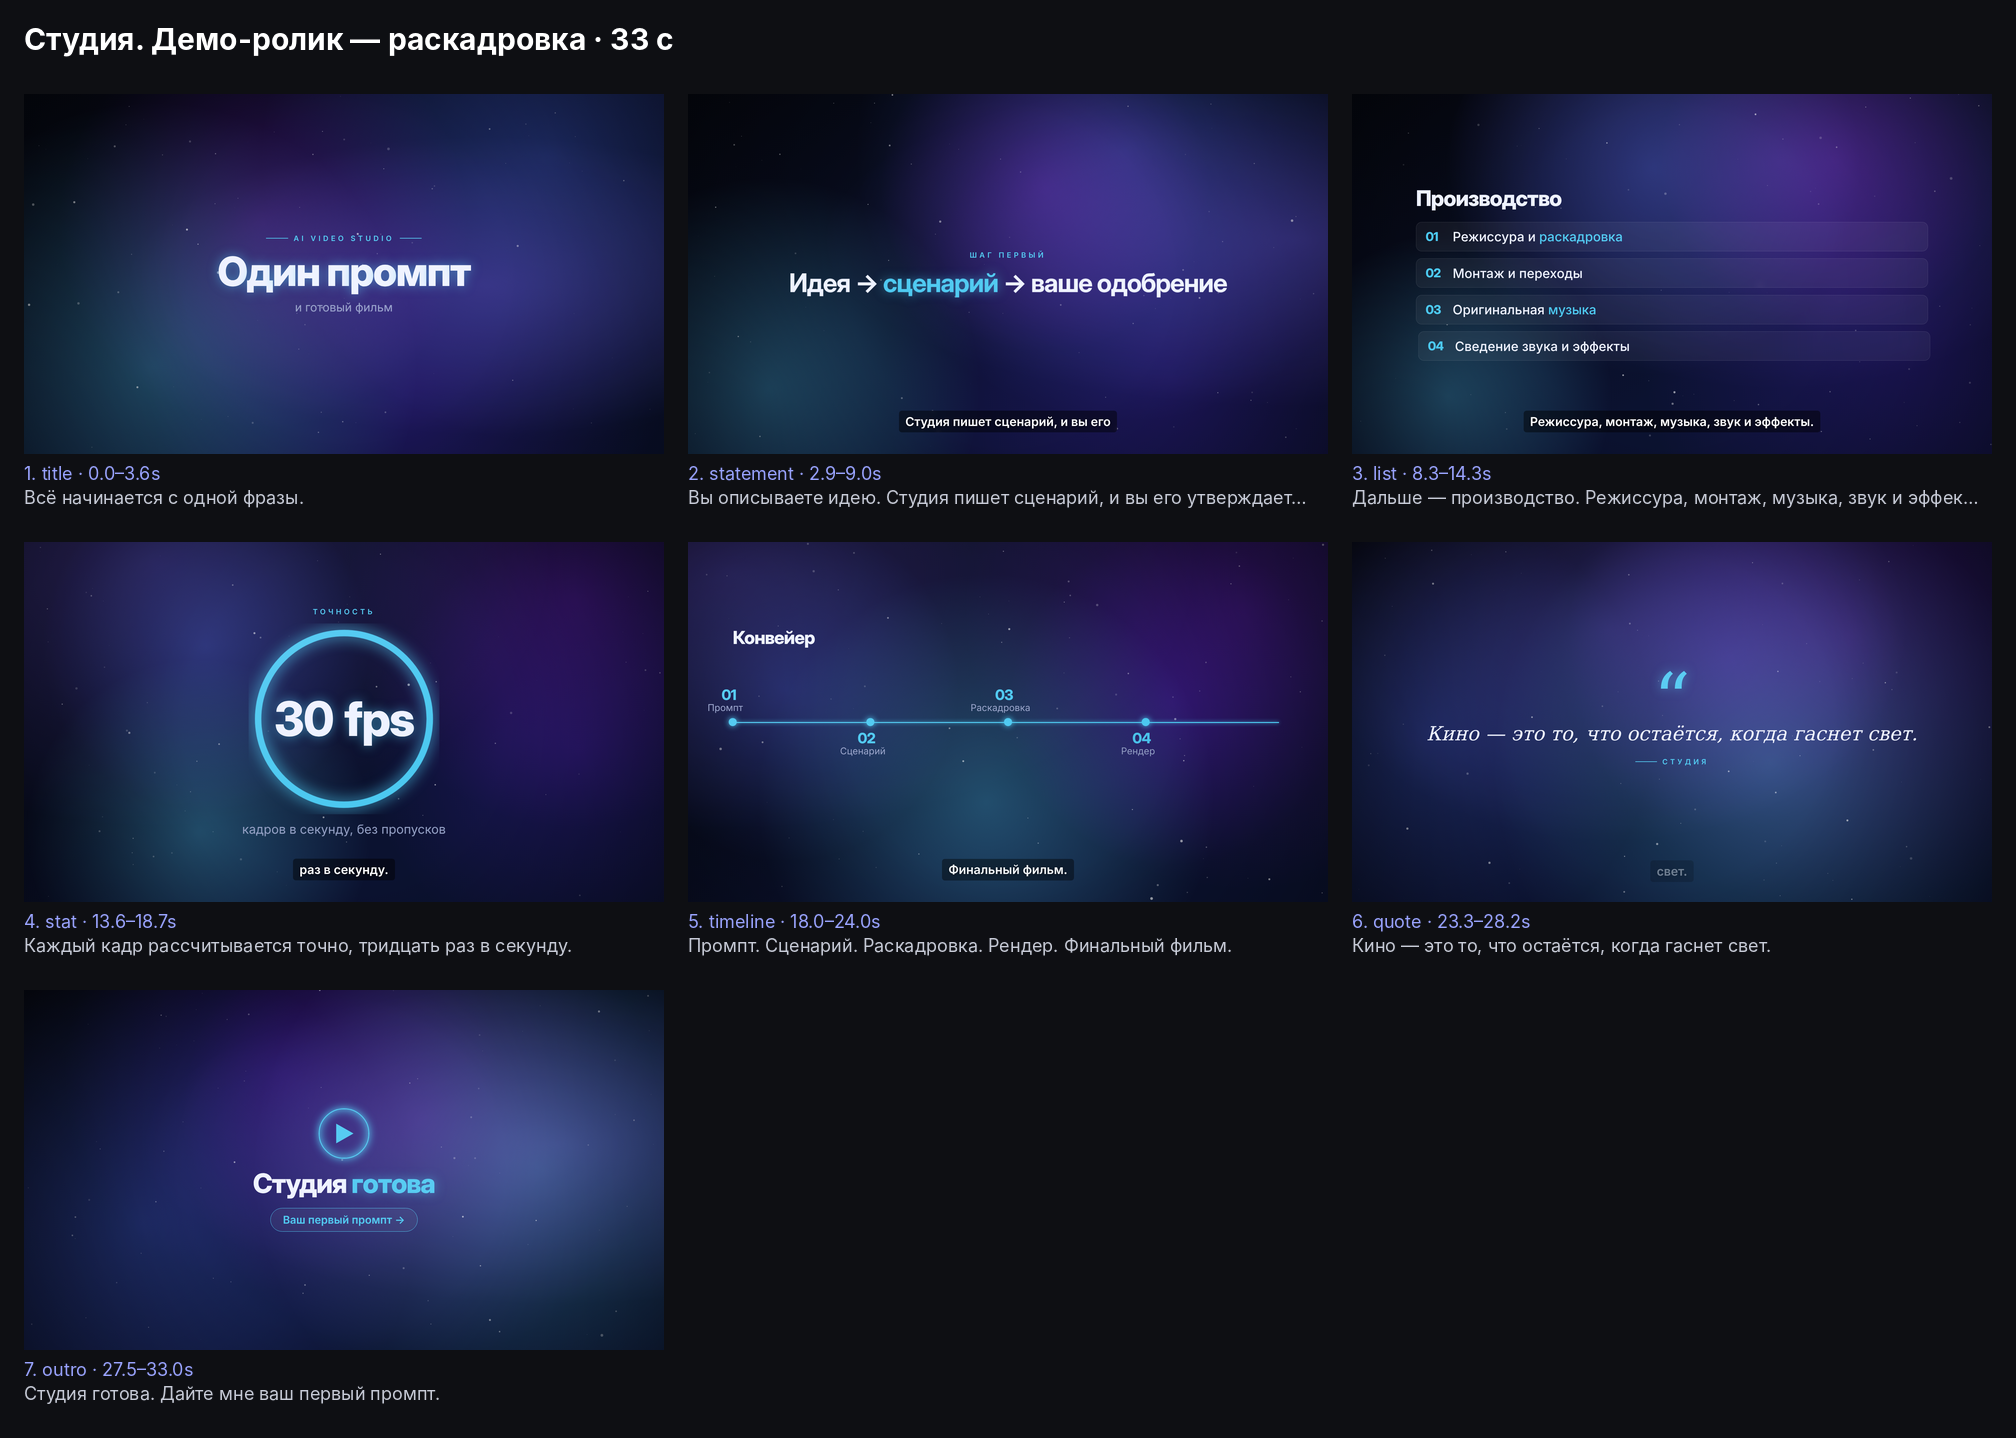 Студия. Демо-ролик — раскадровка · 33 с
AI VIDEO STUDIO
Один промпт
и готовый фильм
1. title · 0.0–3.6s
Всё начинается с одной фразы.
ШАГ ПЕРВЫЙ
Идея → сценарий → ваше одобрение
Студия пишет сценарий, и вы его
2. statement · 2.9–9.0s
Вы описываете идею. Студия пишет сценарий, и вы его утверждает…
Производство
01 Режиссура и раскадровка
02 Монтаж и переходы
03 Оригинальная музыка
04 Сведение звука и эффекты
Режиссура, монтаж, музыка, звук и эффекты.
3. list · 8.3–14.3s
Дальше — производство. Режиссура, монтаж, музыка, звук и эффек…
ТОЧНОСТЬ
30 fps
кадров в секунду, без пропусков
раз в секунду.
4. stat · 13.6–18.7s
Каждый кадр рассчитывается точно, тридцать раз в секунду.
Конвейер
01
Промпт
02
Сценарий
03
Раскадровка
04
Рендер
Финальный фильм.
5. timeline · 18.0–24.0s
Промпт. Сценарий. Раскадровка. Рендер. Финальный фильм.
“
Кино — это то, что остаётся, когда гаснет свет.
СТУДИЯ
свет.
6. quote · 23.3–28.2s
Кино — это то, что остаётся, когда гаснет свет.
Студия готова
Ваш первый промпт →
7. outro · 27.5–33.0s
Студия готова. Дайте мне ваш первый промпт.